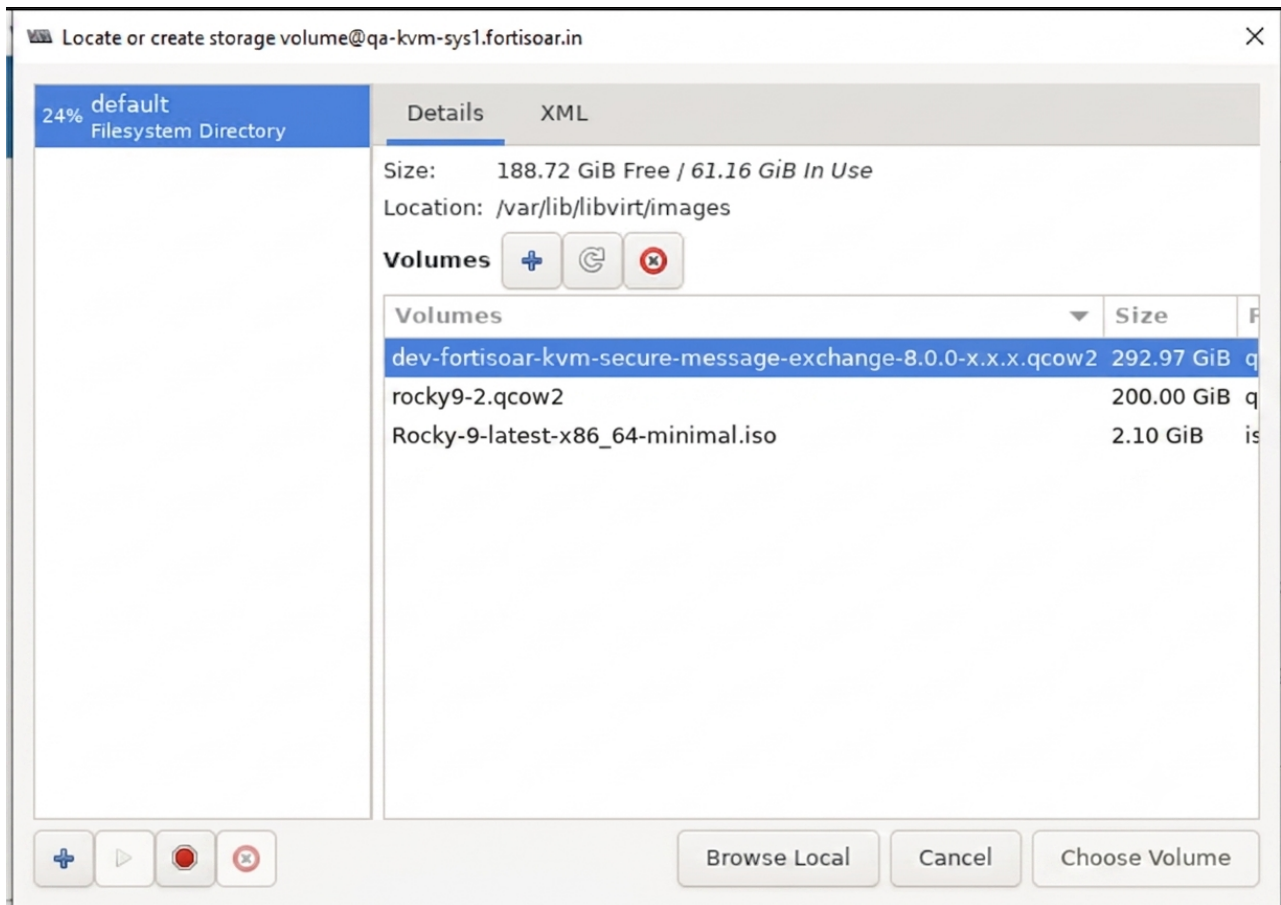 Locate or create storage volume@qa-kvm-sys1.fortisoar.in
24% default
Filesystem Directory
Details XML
Size: 188.72 GiB Free / 61.16 GiB In Use
Location: /var/lib/libvirt/images
Volumes
Volumes Size F
dev-fortisoar-kvm-secure-message-exchange-8.0.0-x.x.x.qcow2 292.97 GiB q
rocky9-2.qcow2 200.00 GiB q
Rocky-9-latest-x86_64-minimal.iso 2.10 GiB is
Browse Local Cancel Choose Volume